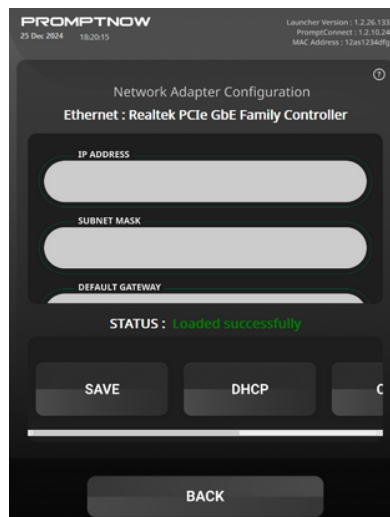 PROMPTNOW
25 Dec 2024 18:20:15
Launcher Version : 1.2.26.133
PromptConnect : 1.2.10.24
MAC Address : 12as1234dfg
Network Adapter Configuration
Ethernet : Realtek PCIe GbE Family Controller
IP ADDRESS
SUBNET MASK
DEFAULT GATEWAY
STATUS : Loaded successfully
SAVE DHCP C
BACK